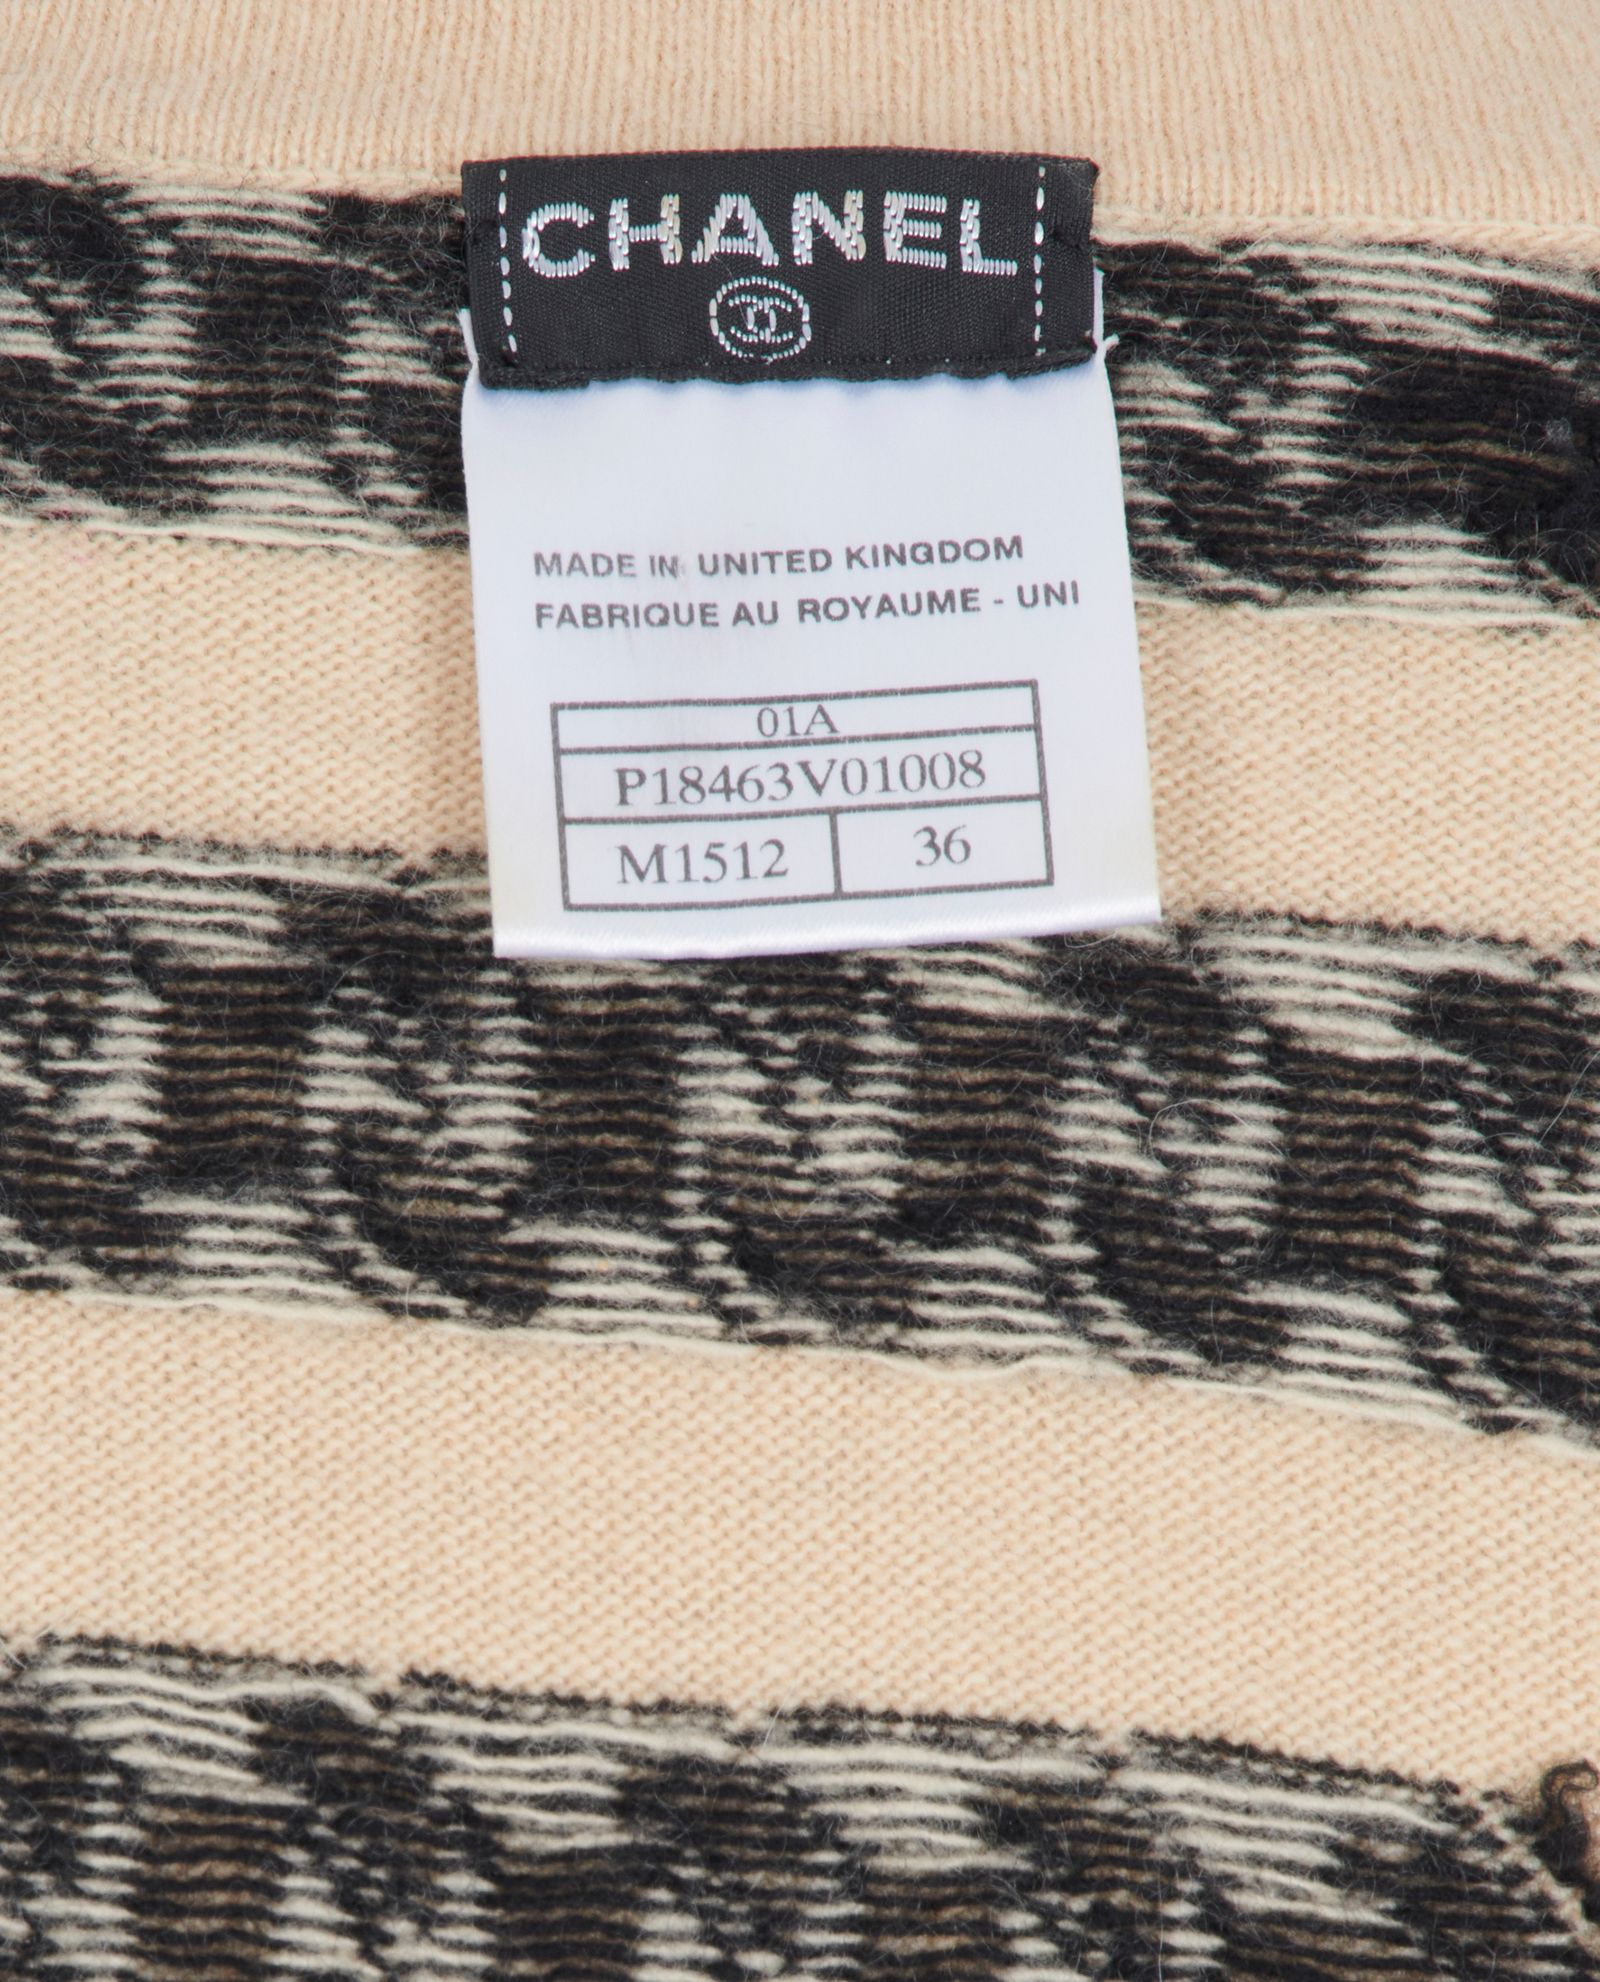 CHANEL
MADE IN UNITED KINGDOM
FABRIQUE AU ROYAUME - UNI
01A
P18463V01008
M1512 36